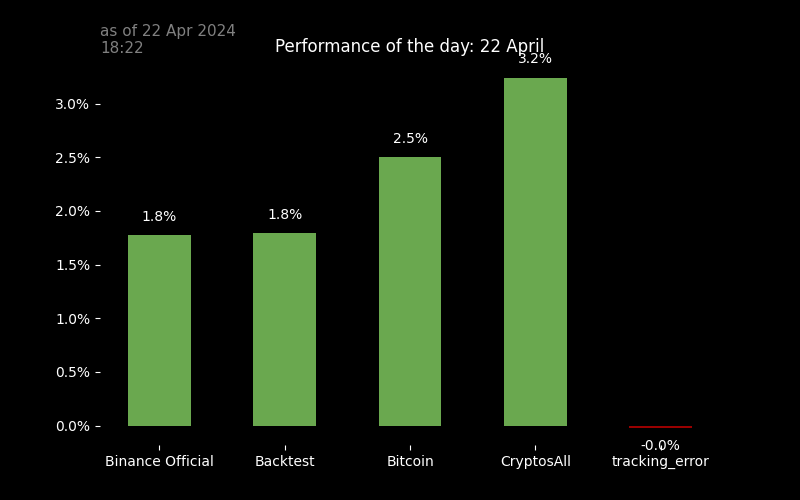 as of 22 Apr 2024
18:22
Performance of the day: 22 April
3.2%
3.0%
2.5%
2.5%
2.0%
1.8%
1.8%
1.5%
1.0%
0.5%
0.0%
-0.0%
Binance Official
Backtest
Bitcoin
CryptosAll
tracking_error